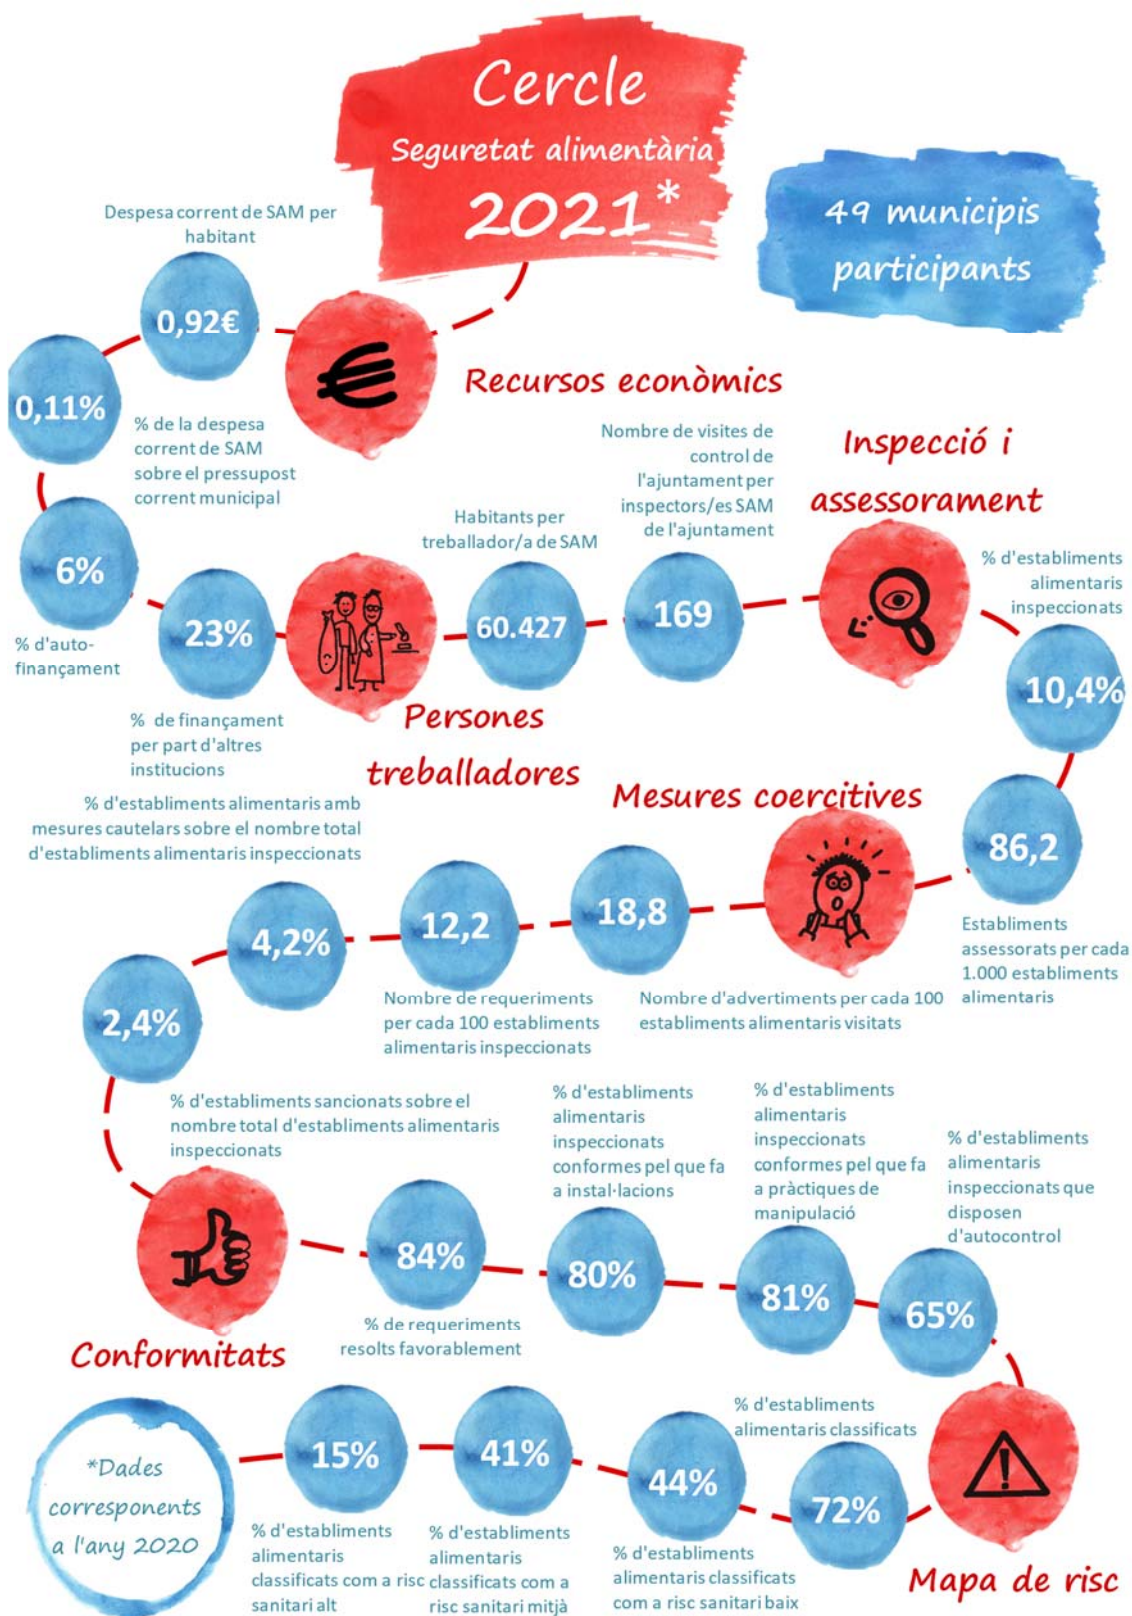 Cercle
Seguretat alimentària
2021*
49 municipis
participants
Despesa corrent de SAM per
habitant
0,92€
Recursos econòmics
0,11%
% de la despesa
corrent de SAM
sobre el pressupost
corrent municipal
6%
% d'auto-
finançament
23%
% de finançament
per part d'altres
institucions
Persones
treballadores
Habitants per
treballador/a de SAM
60.427
Nombre de visites de
control de
l'ajuntament per
inspectors/es SAM
de l'ajuntament
169
Inspecció i
assessorament
% d'establiments
alimentaris
inspeccionats
10,4%
86,2
Establiments
assessorats per cada
1.000 establiments
alimentaris
Mesures coercitives
18,8
Nombre d'advertiments per cada 100
establiments alimentaris visitats
12,2
Nombre de requeriments
per cada 100 establiments
alimentaris inspeccionats
% d'establiments alimentaris amb
mesures cautelars sobre el nombre total
d'establiments alimentaris inspeccionats
4,2%
2,4%
% d'establiments sancionats sobre el
nombre total d'establiments alimentaris
inspeccionats
Conformitats
84%
% de requeriments
resolts favorablement
% d'establiments
alimentaris
inspeccionats
conformes pel que fa
a instal·lacions
80%
% d'establiments
alimentaris
inspeccionats
conformes pel que fa
a pràctiques de
manipulació
81%
% d'establiments
alimentaris
inspeccionats que
disposen
d'autocontrol
65%
Mapa de risc
% d'establiments
alimentaris classificats
72%
44%
% d'establiments
alimentaris classificats
com a risc sanitari baix
41%
% d'establiments
alimentaris
classificats com a
risc sanitari mitjà
15%
% d'establiments
alimentaris
classificats com a risc
sanitari alt
*Dades
corresponents
a l'any 2020